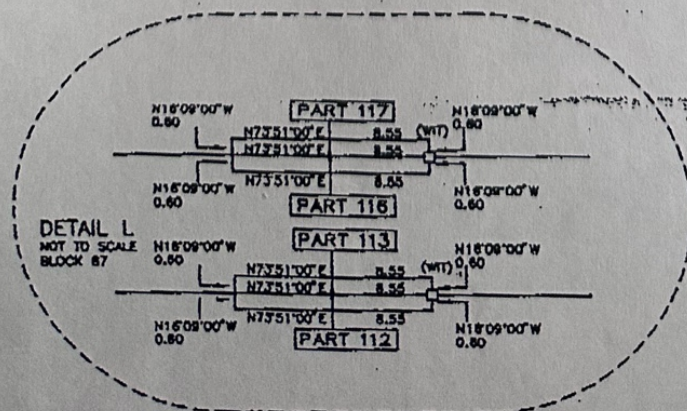 N16°09'00"W
0.60
PART 117
N16°09'00"W
0.60
N73°51'00"E 8.55 (WIT)
N73°51'00"E 8.55
N73°51'00"E 8.55
N16°09'00"W
0.60
N16°09'00"W
0.60
PART 116
DETAIL L
NOT TO SCALE
BLOCK 67
PART 113
N16°09'00"W
0.60
N16°09'00"W
0.60
N73°51'00"E 8.55 (WIT)
N73°51'00"E 8.55
N73°51'00"E 8.55
N16°09'00"W
0.60
N16°09'00"W
0.60
PART 112